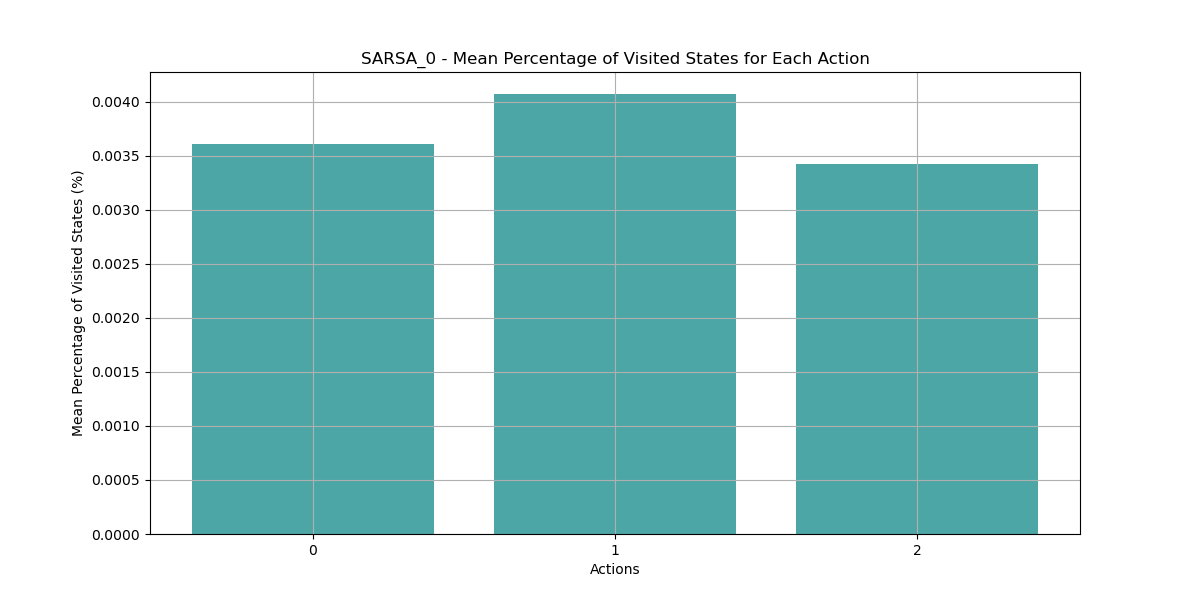 SARSA_0 - Mean Percentage of Visited States for Each Action
Mean Percentage of Visited States (%)
0.0040
0.0035
0.0030
0.0025
0.0020
0.0015
0.0010
0.0005
0.0000
0 1 2
Actions